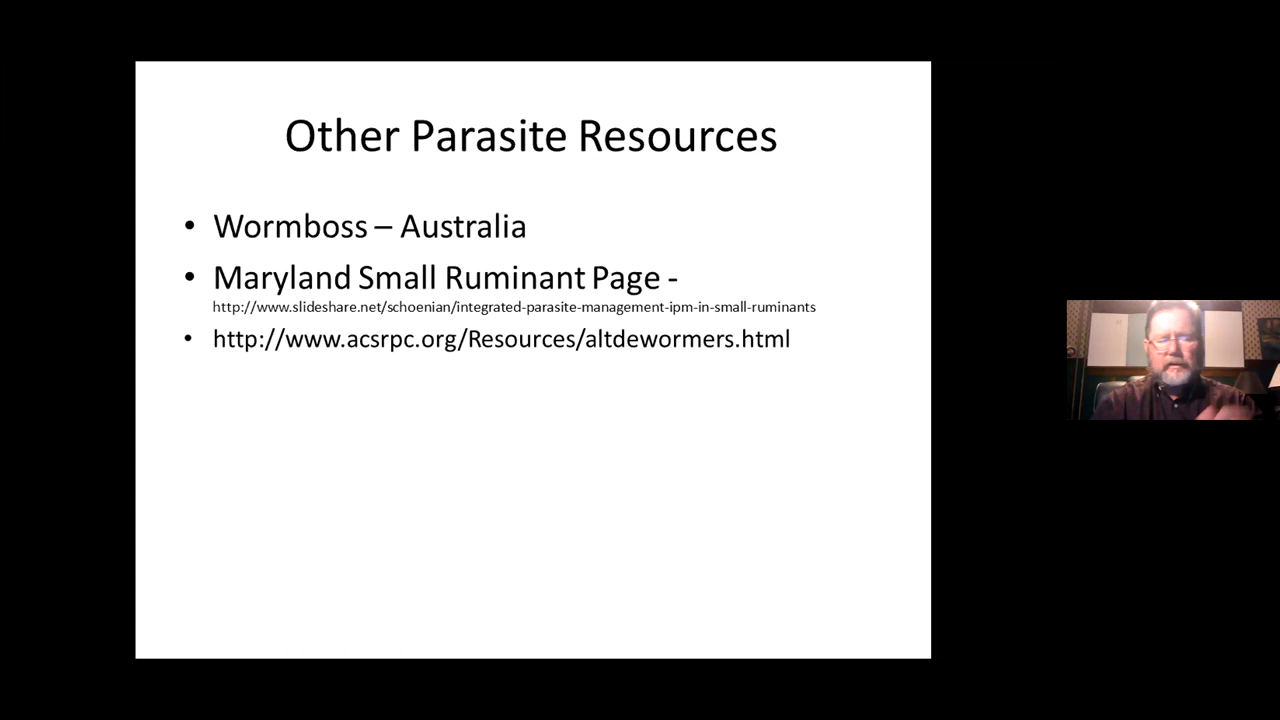 Other Parasite Resources
• Wormboss – Australia
• Maryland Small Ruminant Page -
http://www.slideshare.net/schoenian/integrated-parasite-management-ipm-in-small-ruminants
• http://www.acsrpc.org/Resources/altdewormers.html